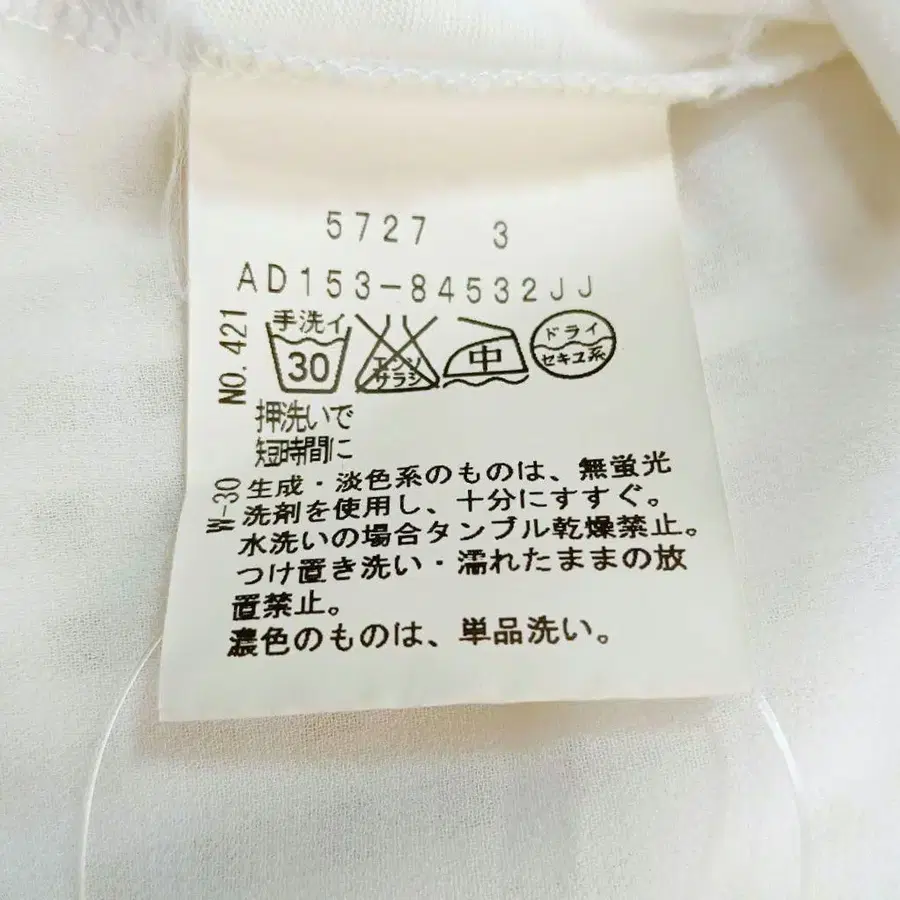 5727 3
AD153-84532JJ
NO. 421
手洗イ
30
エンソ
サラシ
中
ドライ
セキユ系
押洗いで
短時間に
W-30
生成・淡色系のものは、無蛍光
洗剤を使用し、十分にすすぐ。
水洗いの場合タンブル乾燥禁止。
つけ置き洗い・濡れたままの放
置禁止。
濃色のものは、単品洗い。